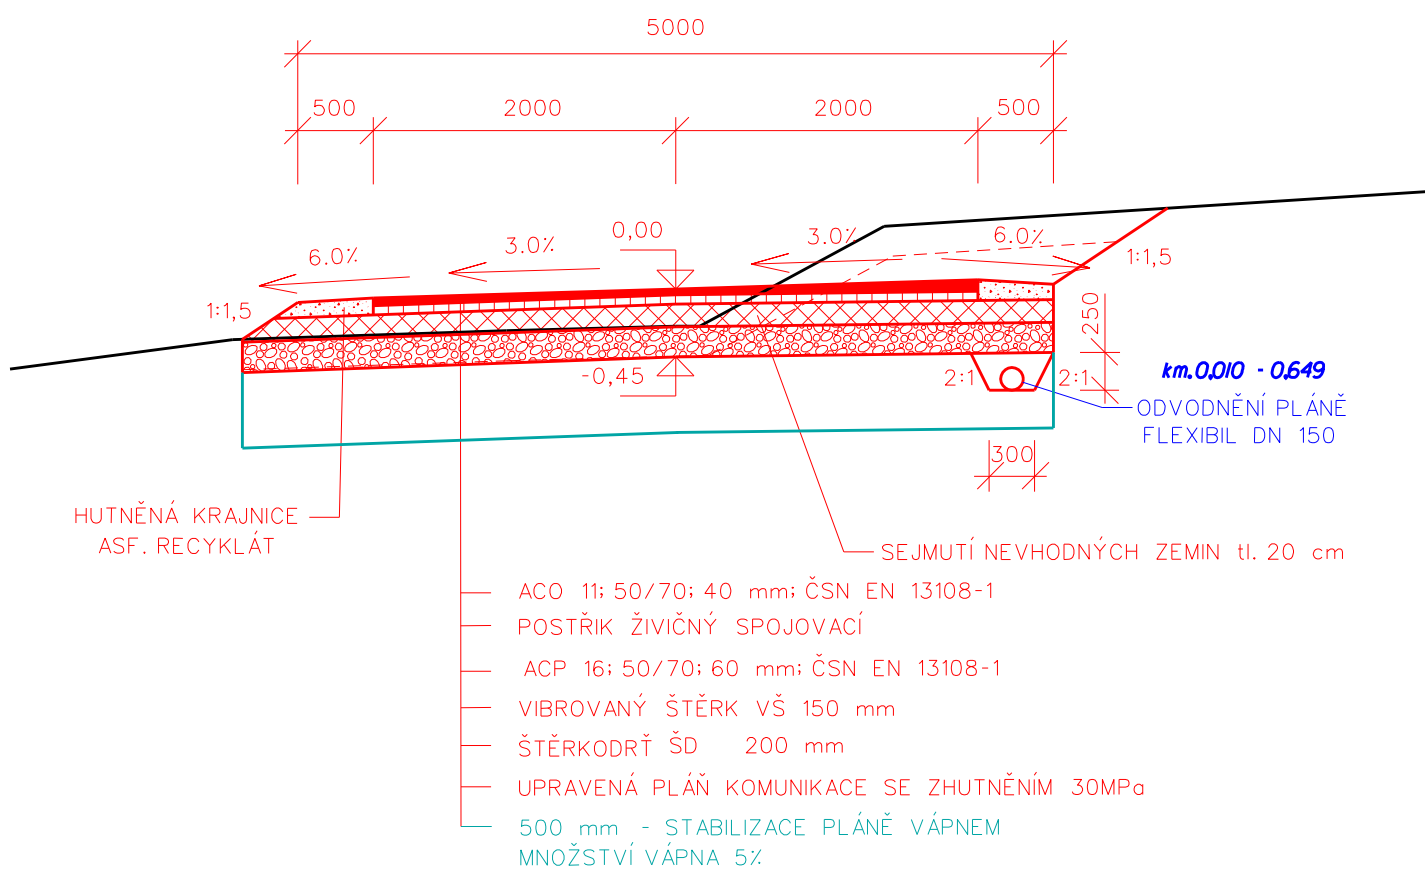 5000
500 2000 2000 500
0,00
6.0% 3.0% 3.0% 6.0%
1:1,5
1:1,5
250
-0,45
2:1 2:1
km.0,010 - 0,649
ODVODNĚNÍ PLÁNĚ
FLEXIBIL DN 150
300
HUTNĚNÁ KRAJNICE
ASF. RECYKLÁT
SEJMUTÍ NEVHODNÝCH ZEMIN tl. 20 cm
ACO 11; 50/70; 40 mm; ČSN EN 13108-1
POSTŘIK ŽIVIČNÝ SPOJOVACÍ
ACP 16; 50/70; 60 mm; ČSN EN 13108-1
VIBROVANÝ ŠTĚRK VŠ 150 mm
ŠTĚRKODRŤ ŠD 200 mm
UPRAVENÁ PLÁŇ KOMUNIKACE SE ZHUTNĚNÍM 30MPa
500 mm - STABILIZACE PLÁNĚ VÁPNEM
MNOŽSTVÍ VÁPNA 5%